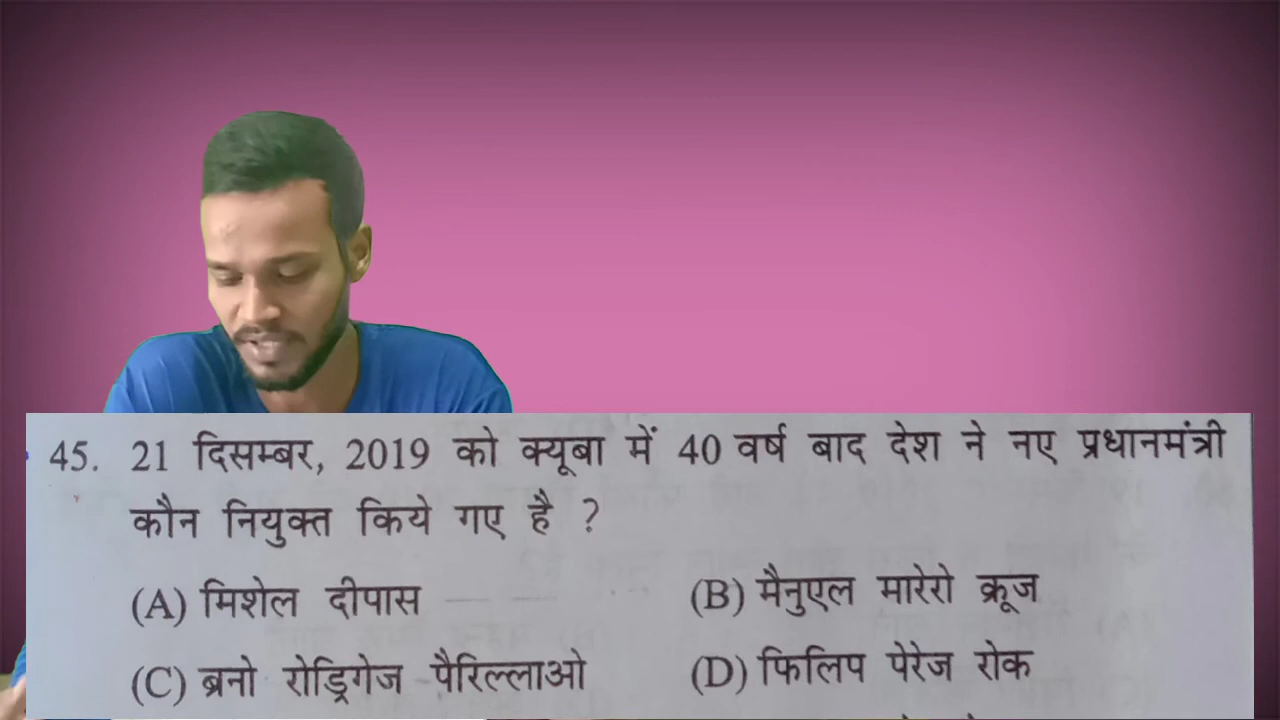 45. 21 दिसम्बर, 2019 को क्यूबा में 40 वर्ष बाद देश ने नए प्रधानमंत्री
कौन नियुक्त किये गए है ?
(A) मिशेल दीपास (B) मैनुएल मारेरो क्रूज
(C) ब्रनो रोड्रिगेज पैरिल्लाओ (D) फिलिप पेरेज रोक